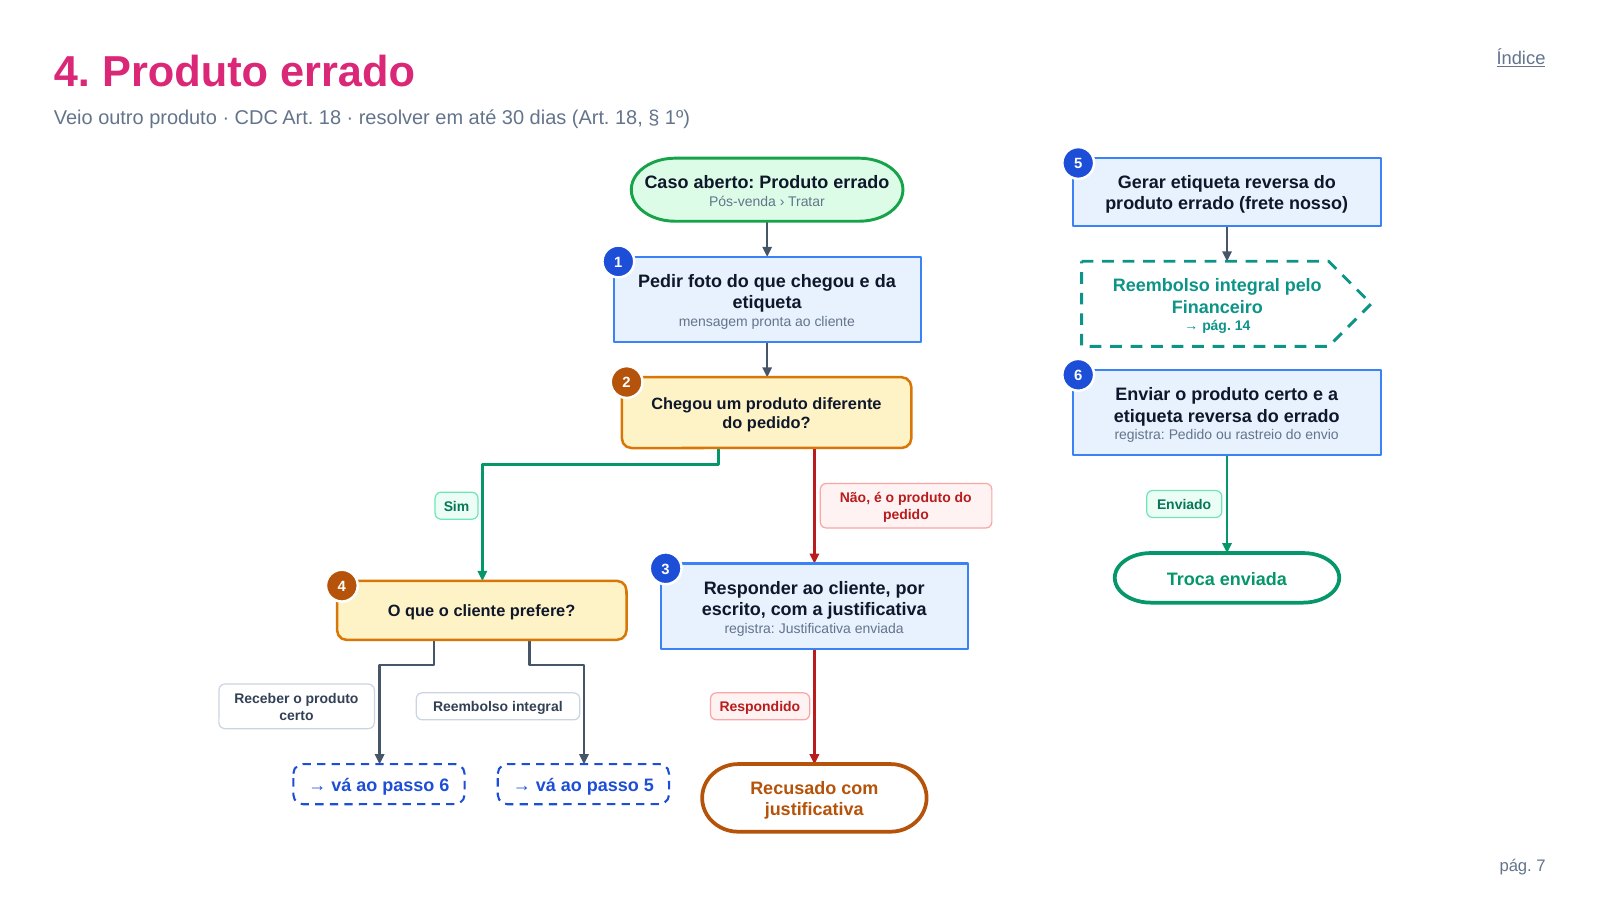 4. Produto errado
Índice
Veio outro produto · CDC Art. 18 · resolver em até 30 dias (Art. 18, § 1º)
Caso aberto: Produto errado
Pós-venda › Tratar
1
Pedir foto do que chegou e da
etiqueta
mensagem pronta ao cliente
2
Chegou um produto diferente
do pedido?
Sim
Não, é o produto do
pedido
3
Responder ao cliente, por
escrito, com a justificativa
registra: Justificativa enviada
4
O que o cliente prefere?
Receber o produto
certo
Reembolso integral
Respondido
→ vá ao passo 6
→ vá ao passo 5
Recusado com
justificativa
5
Gerar etiqueta reversa do
produto errado (frete nosso)
Reembolso integral pelo
Financeiro
→ pág. 14
6
Enviar o produto certo e a
etiqueta reversa do errado
registra: Pedido ou rastreio do envio
Enviado
Troca enviada
pág. 7